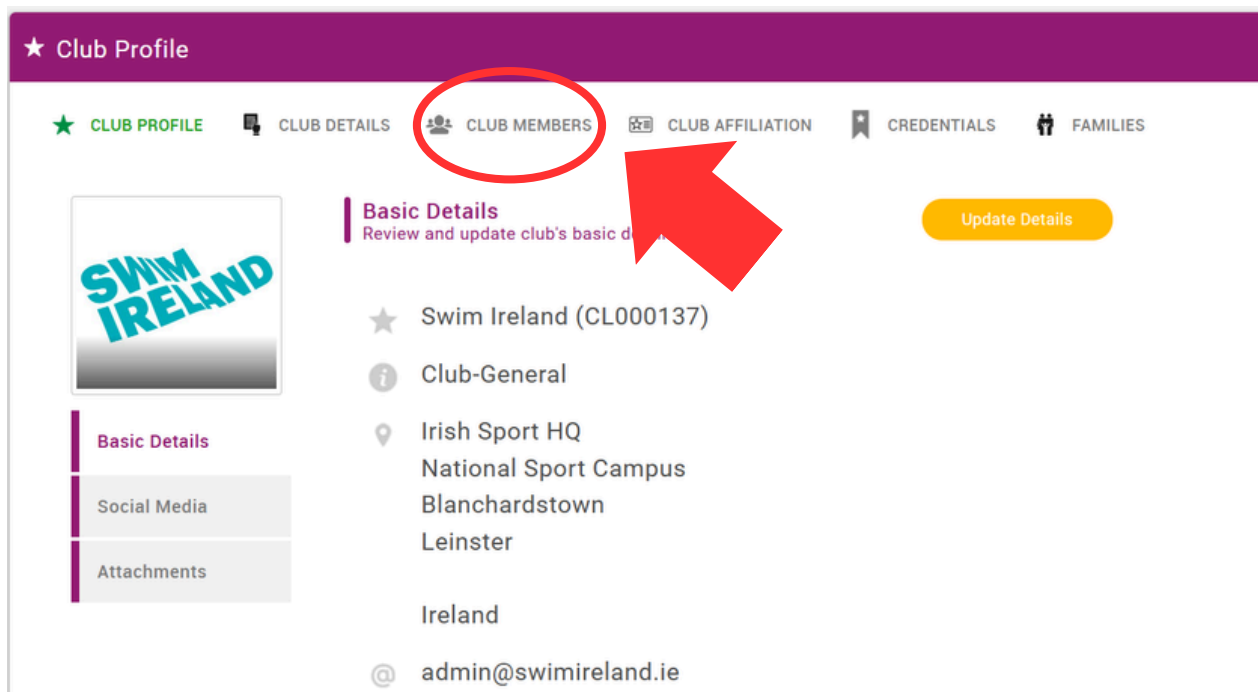 Club Profile
CLUB PROFILE CLUB DETAILS CLUB MEMBERS CLUB AFFILIATION CREDENTIALS FAMILIES
SWIM
IRELAND
Basic Details
Review and update club's basic
Update Details
Swim Ireland (CL000137)
Club-General
Irish Sport HQ
National Sport Campus
Blanchardstown
Leinster
Ireland
admin@swimireland.ie
Basic Details
Social Media
Attachments